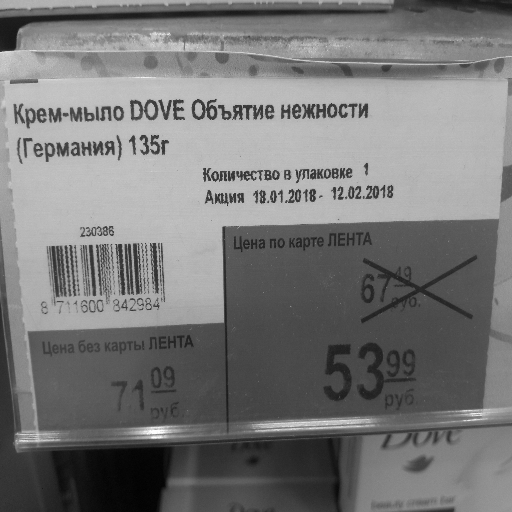 Крем-мыло DOVE Объятие нежности
(Германия) 135г
Количество в упаковке 1
Акция 18.01.2018 - 12.02.2018
230386
8 711600 842984
Цена по карте ЛЕНТА
67 49
руб.
53 99
руб.
Цена без карты ЛЕНТА
71 09
руб.
Dove